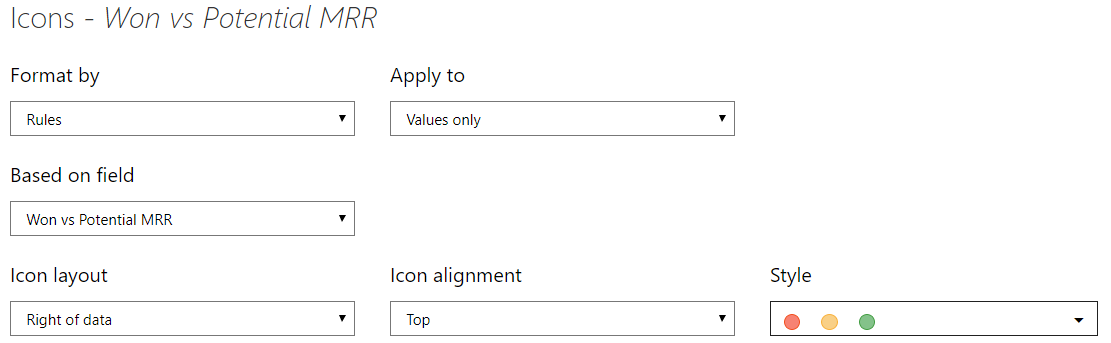 Icons - Won vs Potential MRR
Format by
Apply to
Rules
Values only
Based on field
Won vs Potential MRR
Icon layout
Icon alignment
Style
Right of data
Top